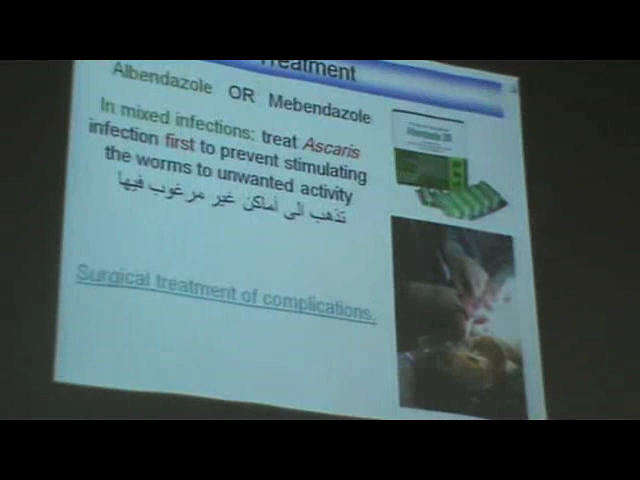 Treatment
Albendazole OR Mebendazole
In mixed infections: treat Ascaris
infection first to prevent stimulating
the worms to unwanted activity
تذهب الى أماكن غير مرغوب فيها
Surgical treatment of complications.